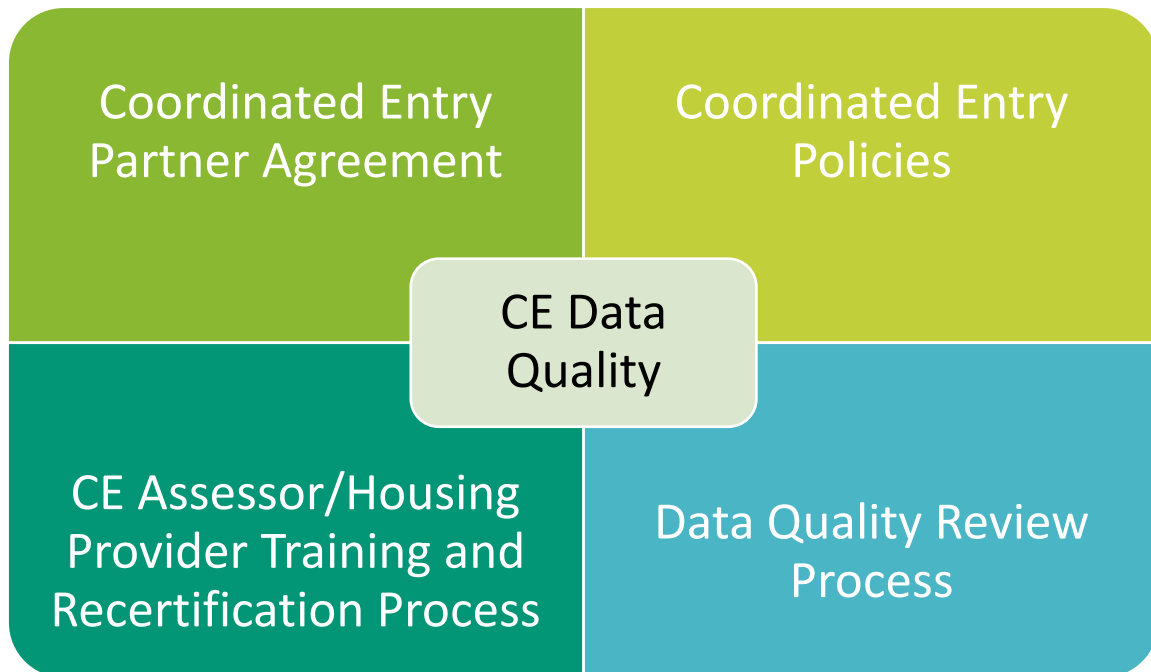 Coordinated Entry
Partner Agreement
Coordinated Entry
Policies
CE Data
Quality
CE Assessor/Housing
Provider Training and
Recertification Process
Data Quality Review
Process